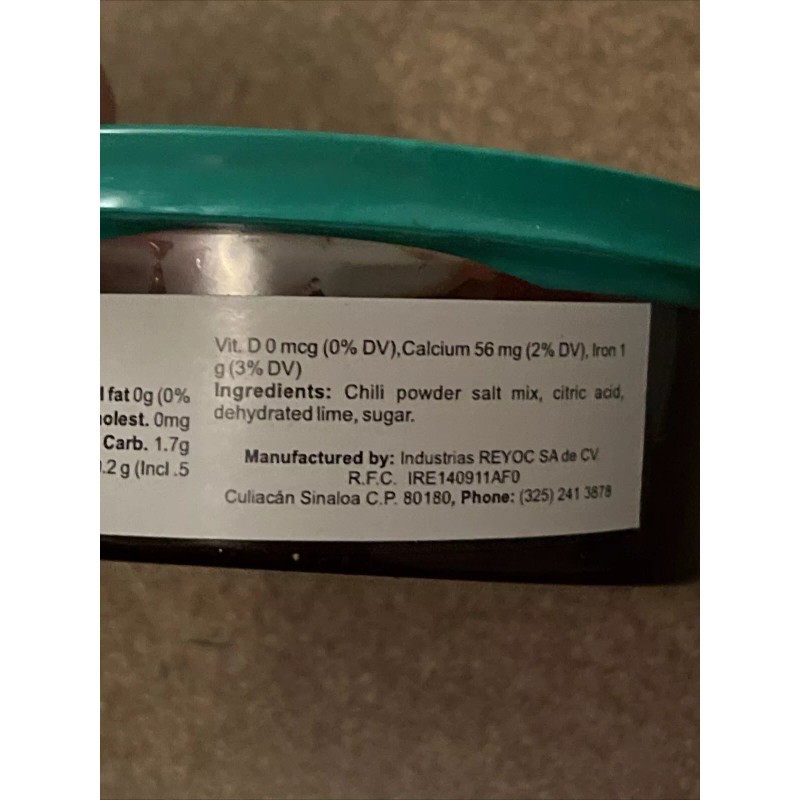 l fat 0g (0%
olest. 0mg
Carb. 1.7g
.2 g (Incl .5
Vit. D 0 mcg (0% DV),Calcium 56 mg (2% DV), Iron 1
g (3% DV)
Ingredients: Chili powder salt mix, citric acid,
dehydrated lime, sugar.
Manufactured by: Industrias REYOC SA de CV
R.F.C. IRE140911AF0
Culiacán Sinaloa C.P. 80180, Phone: (325) 241 3878